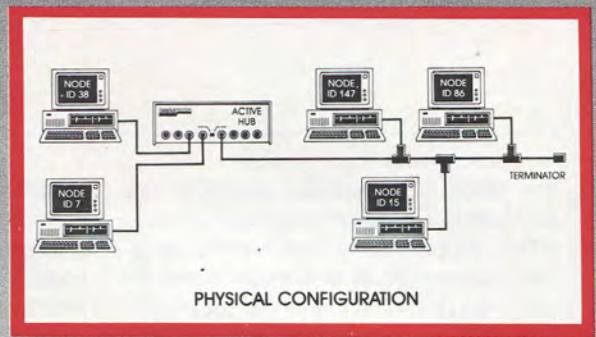 NODE
ID 38
ACTIVE
HUB
NODE
ID 147
NODE
ID 86
NODE
ID 7
NODE
ID 15
TERMINATOR
PHYSICAL CONFIGURATION